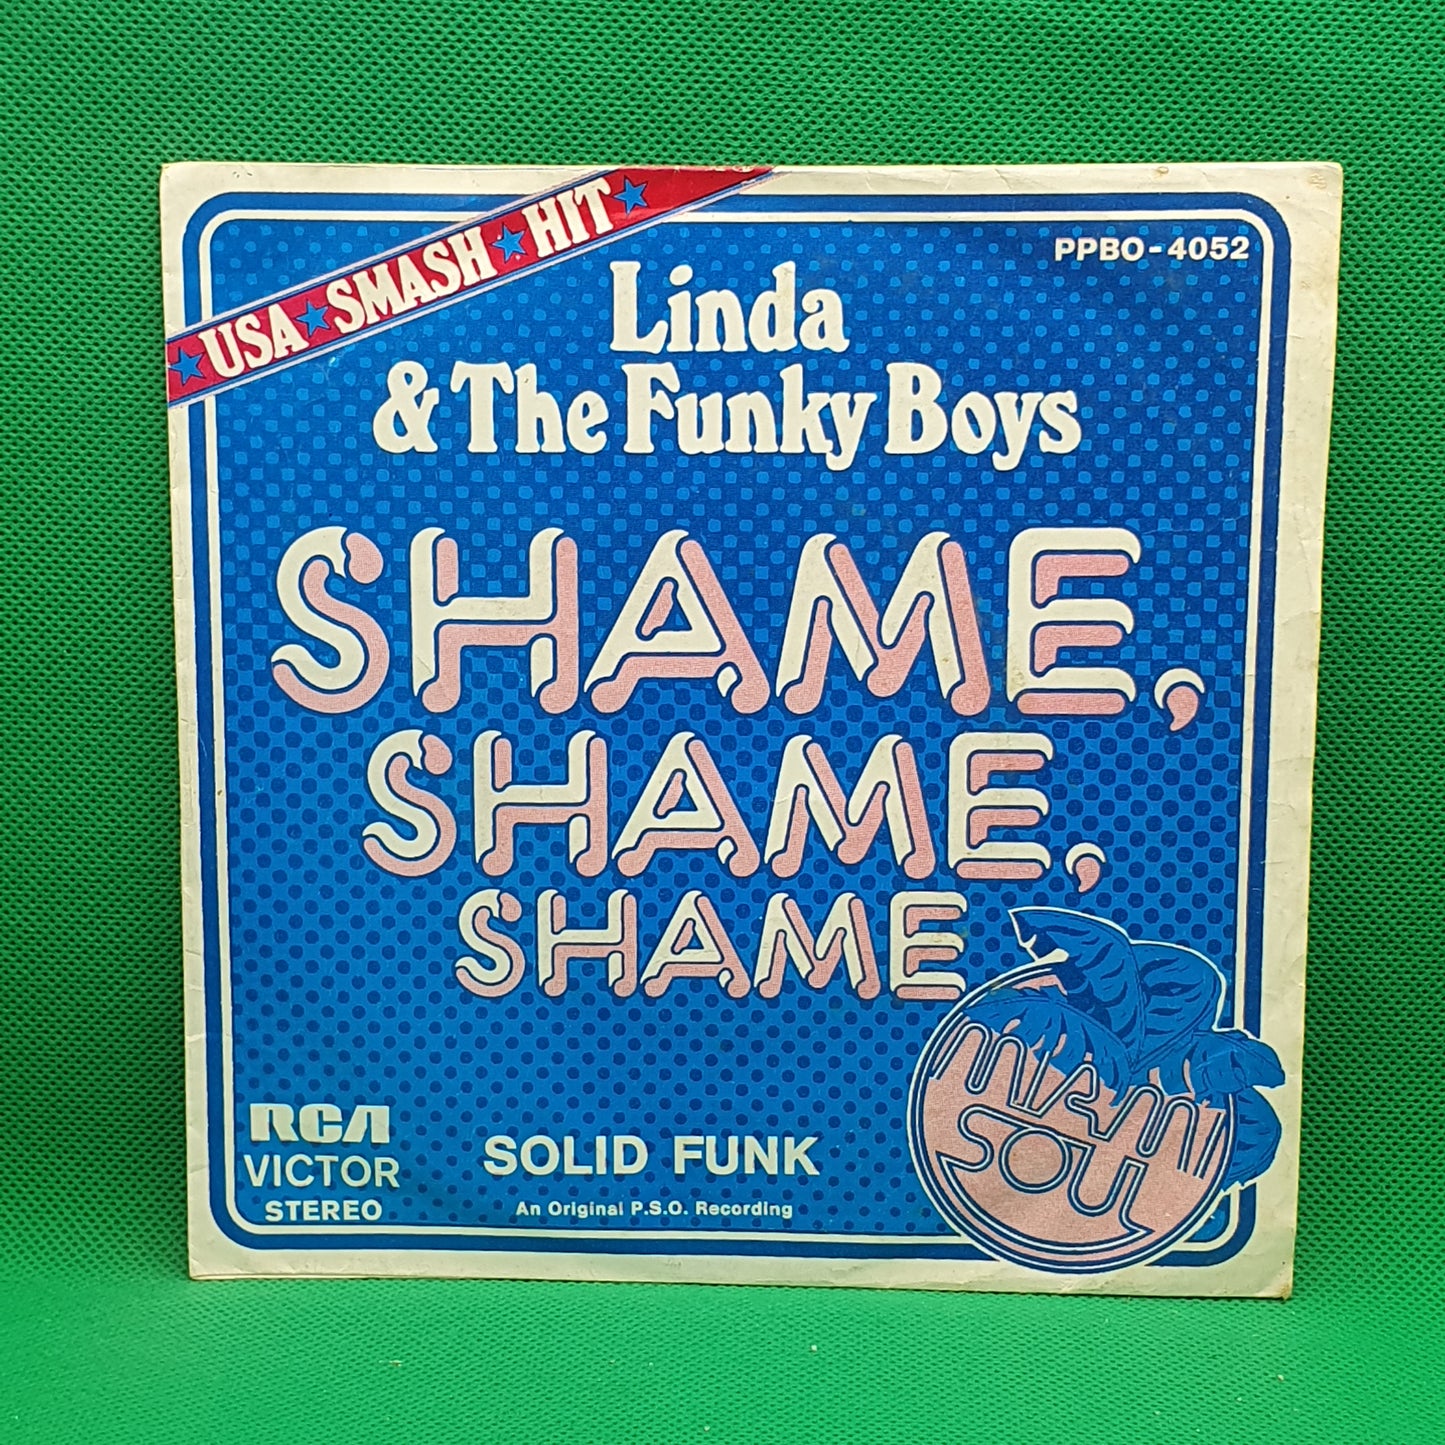 USA SMASH HIT
PPBO-4052
Linda
& The Funky Boys
SHAME,
SHAME,
SHAME
MIAMI
SOUL
RCA
VICTOR
STEREO
SOLID FUNK
An Original P.S.O. Recording